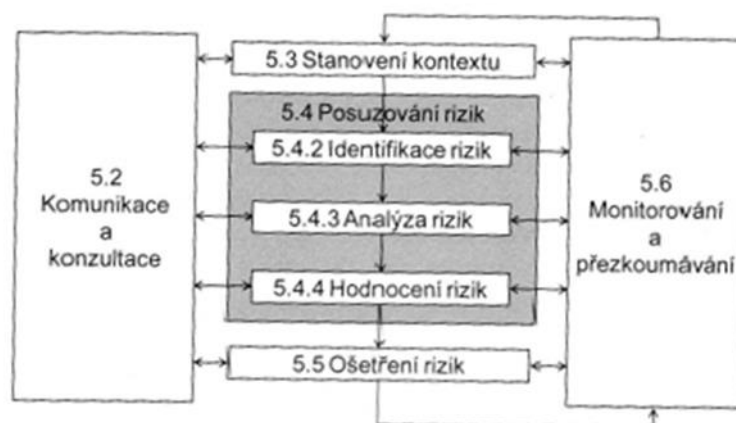 5.2
Komunikace
a
konzultace
5.3 Stanovení kontextu
5.4 Posuzování rizik
5.4.2 Identifikace rizik
5.4.3 Analýza rizik
5.4.4 Hodnocení rizik
5.5 Ošetření rizik
5.6
Monitorování
a
přezkoumávání